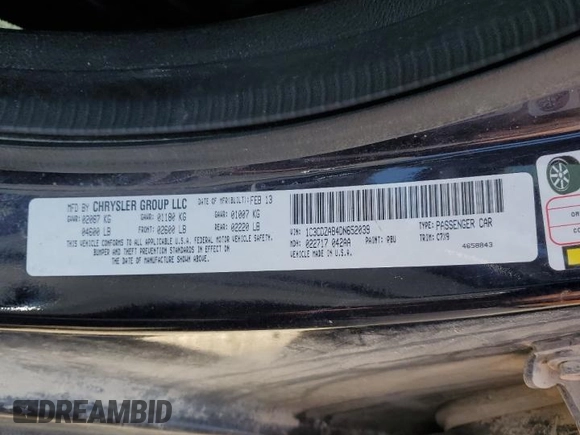 MFD BY CHRYSLER GROUP LLC DATE OF MFR(BUILT): FEB 13
GVWR: 02087 KG GAWR: 01180 KG GAWR: 01007 KG
04600 LB FRONT: 02600 LB REAR: 02220 LB
THIS VEHICLE CONFORMS TO ALL APPLICABLE U.S.A. FEDERAL MOTOR VEHICLE SAFETY,
BUMPER AND THEFT PREVENTION STANDARDS IN EFFECT ON
THE DATE OF MANUFACTURE SHOWN ABOVE.
VIN: 1C3CDZAB4DN652039 TYPE: PASSENGER CAR
MDH: 022717 042AA PAINT: PBU TRIM: C7X9
VEHICLE MADE IN U.S.A. 4658843
DREAMBID